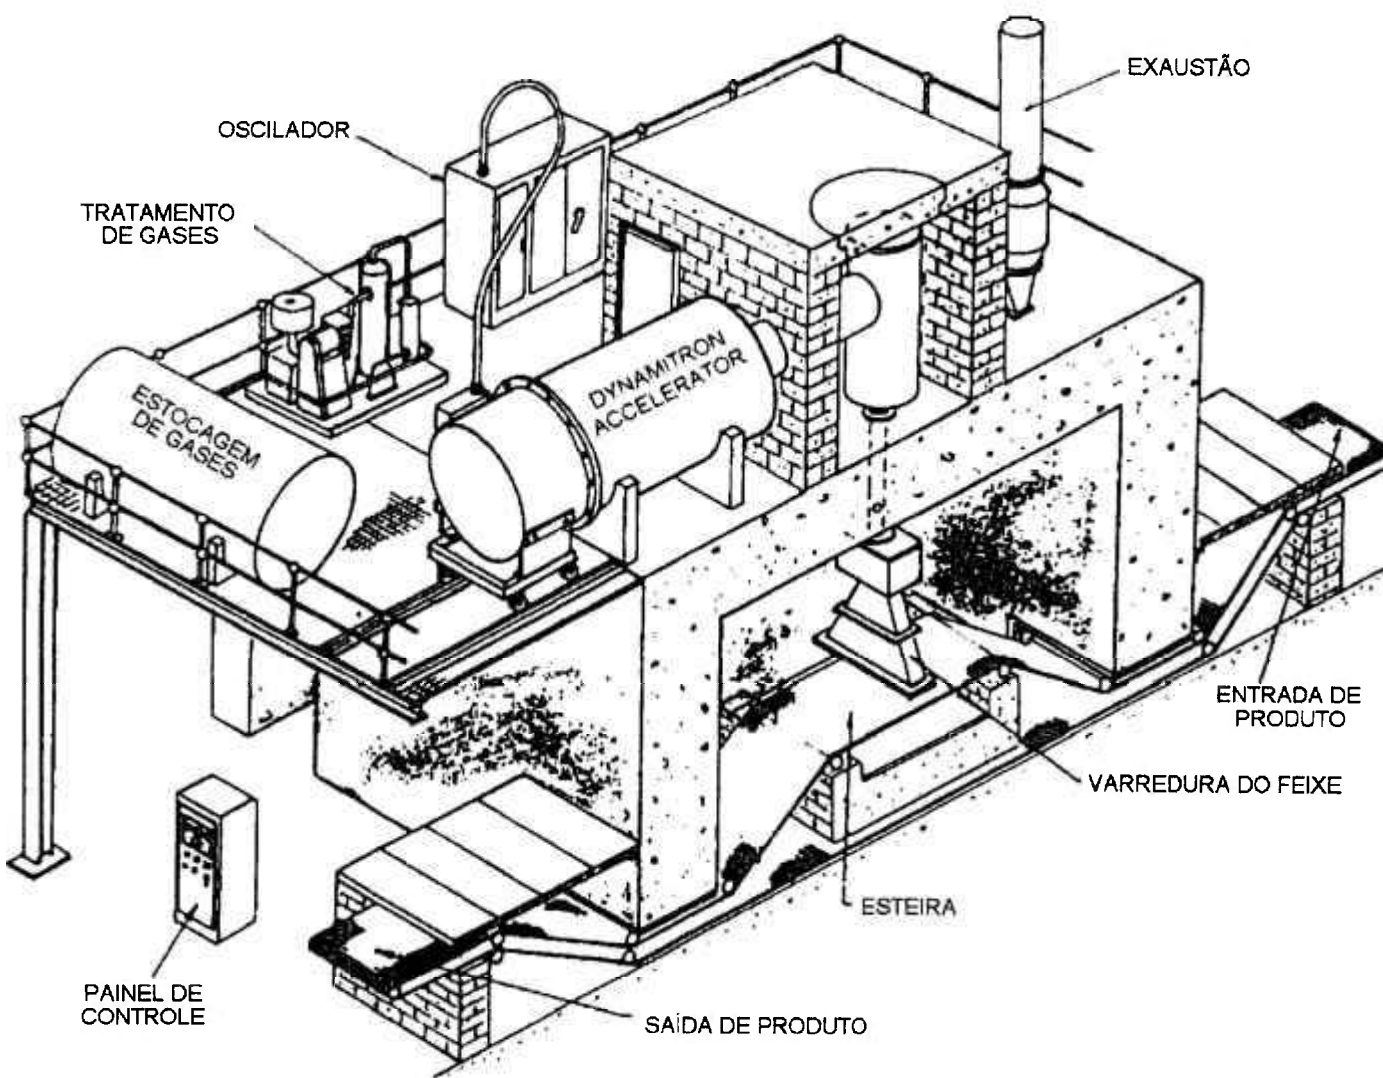 EXAUSTÃO
OSCILADOR
TRATAMENTO
DE GASES
DYNAMITRON
ACCELERATOR
ESTOCAGEM
DE GASES
ENTRADA DE
PRODUTO
VARREDURA DO FEIXE
ESTEIRA
PAINEL DE
CONTROLE
SAÍDA DE PRODUTO